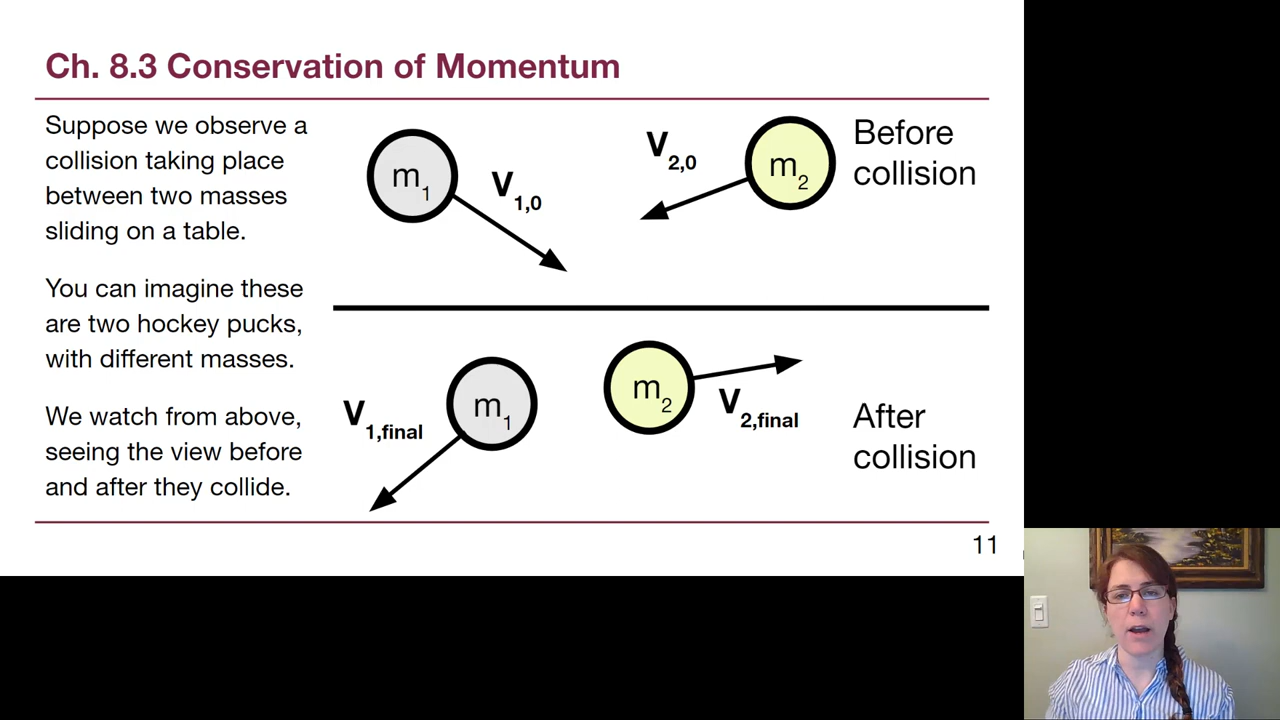 Ch. 8.3 Conservation of Momentum
Suppose we observe a
collision taking place
between two masses
sliding on a table.
You can imagine these
are two hockey pucks,
with different masses.
We watch from above,
seeing the view before
and after they collide.
m1
v1,0
v2,0
m2
Before
collision
v1,final
m1
m2
v2,final
After
collision
11